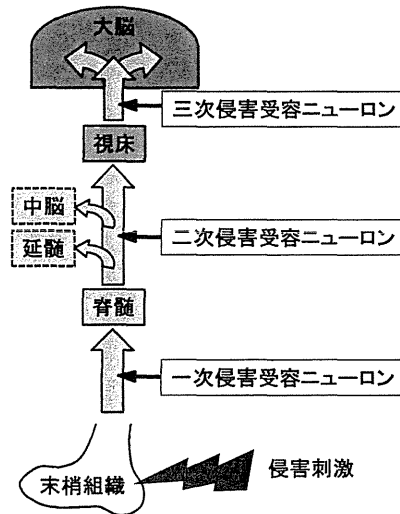 大脳
三次侵害受容ニューロン
視床
中脳
二次侵害受容ニューロン
延髄
脊髄
一次侵害受容ニューロン
侵害刺激
末梢組織